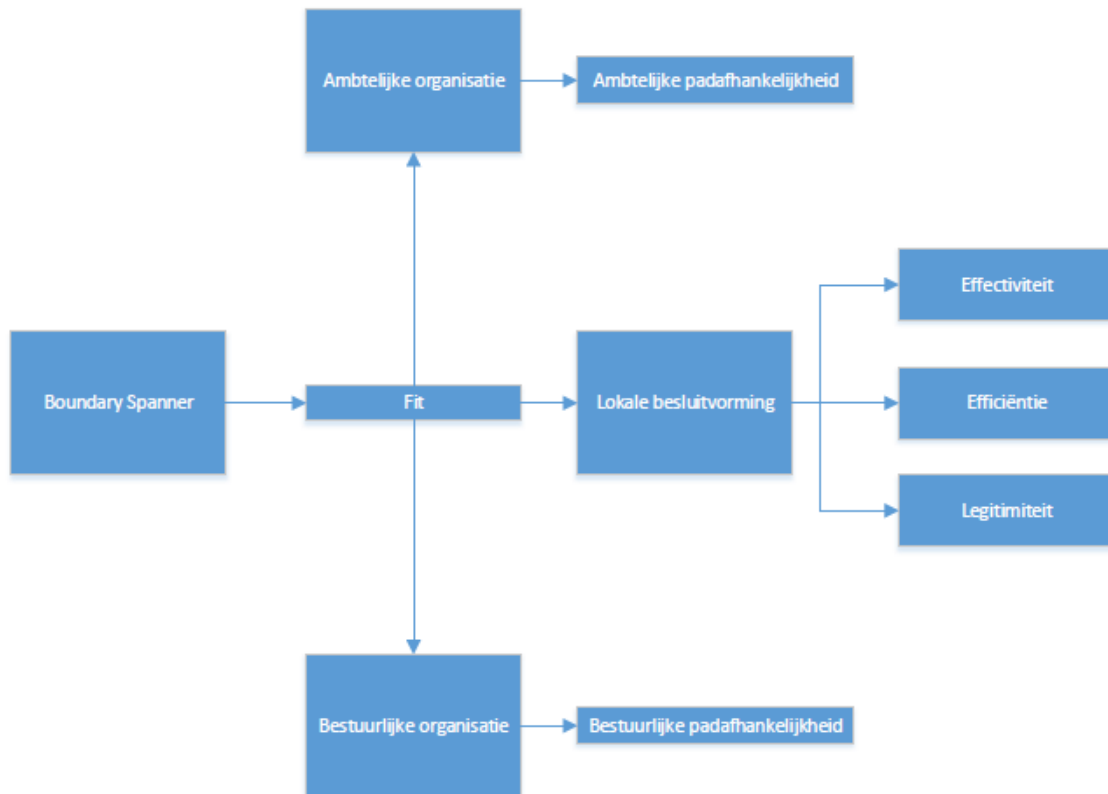 Ambtelijke organisatie
Ambtelijke padafhankelijkheid
Effectiviteit
Boundary Spanner
Fit
Lokale besluitvorming
Efficiëntie
Legitimiteit
Bestuurlijke organisatie
Bestuurlijke padafhankelijkheid